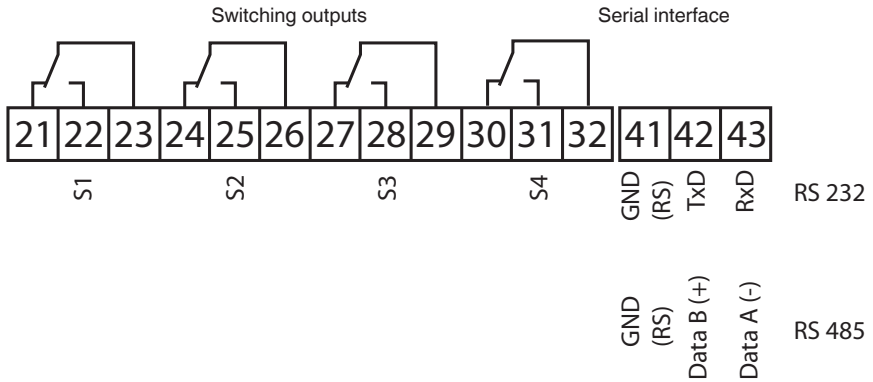 Switching outputs Serial interface
21 22 23 24 25 26 27 28 29 30 31 32 41 42 43
S1 S2 S3 S4 GND (RS) TxD RxD RS 232
GND (RS) Data B (+) Data A (-) RS 485